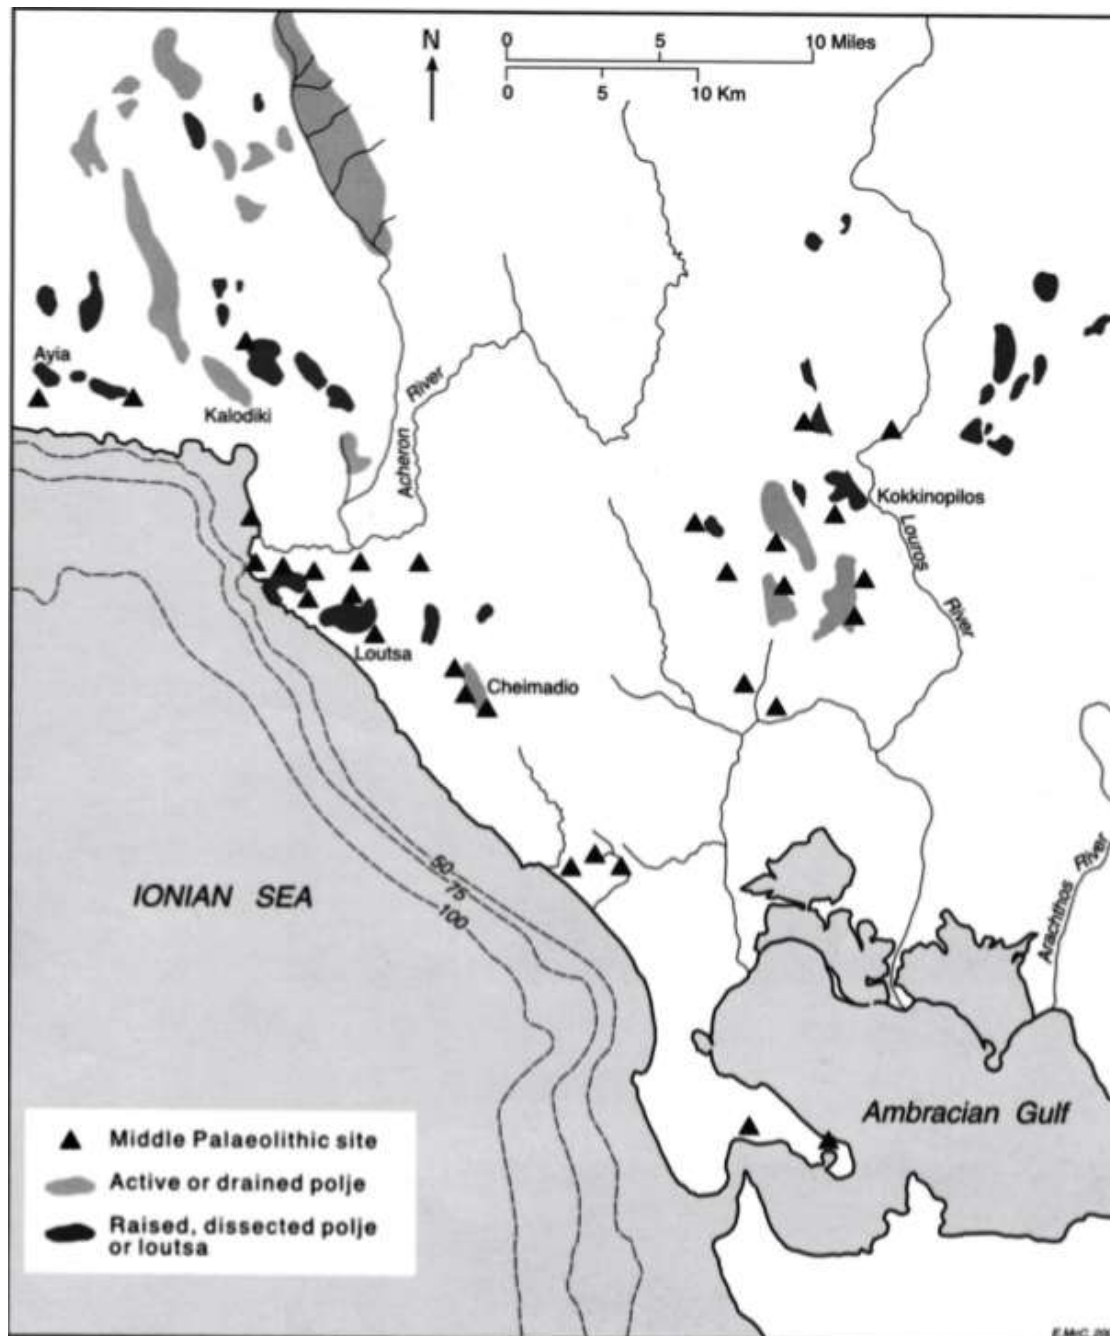 N
0 5 10 Miles
0 5 10 Km
Ayia
Kalodiki
Acheron River
Kokkinopilos
Louros River
Loutsa
Cheimadio
50
75
100
IONIAN SEA
Arachthos River
Ambracian Gulf
Middle Palaeolithic site
Active or drained polje
Raised, dissected polje
or loutsa